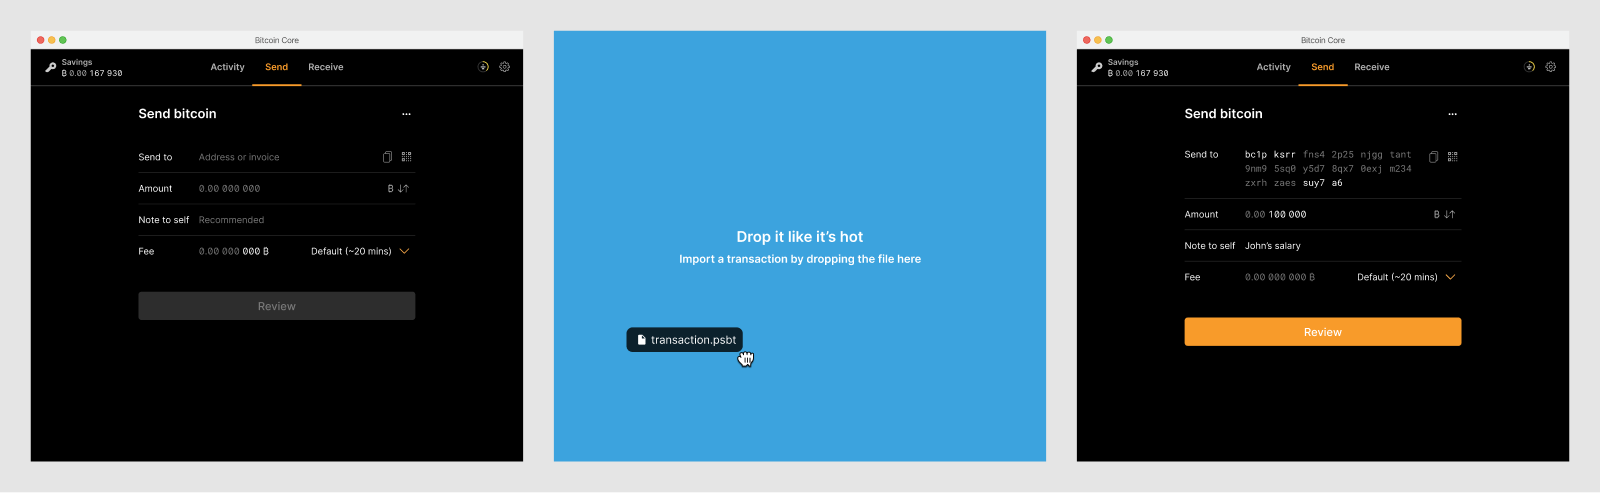 Bitcoin Core
Savings
₿ 0.00 167 930
Activity
Send
Receive
Send bitcoin
Send to
Address or invoice
Amount
0.00 000 000
₿
Note to self
Recommended
Fee
0.00 000 000 ₿
Default (~20 mins)
Review
Drop it like it’s hot
Import a transaction by dropping the file here
transaction.psbt
Bitcoin Core
Savings
₿ 0.00 167 930
Activity
Send
Receive
Send bitcoin
Send to
bc1p ksrr fns4 2p25 njgg tant
9nm9 5sq0 y5d7 8qx7 0exj m234
zxrh zaes suy7 a6
Amount
0.00 100 000
₿
Note to self
John’s salary
Fee
0.00 000 000 ₿
Default (~20 mins)
Review